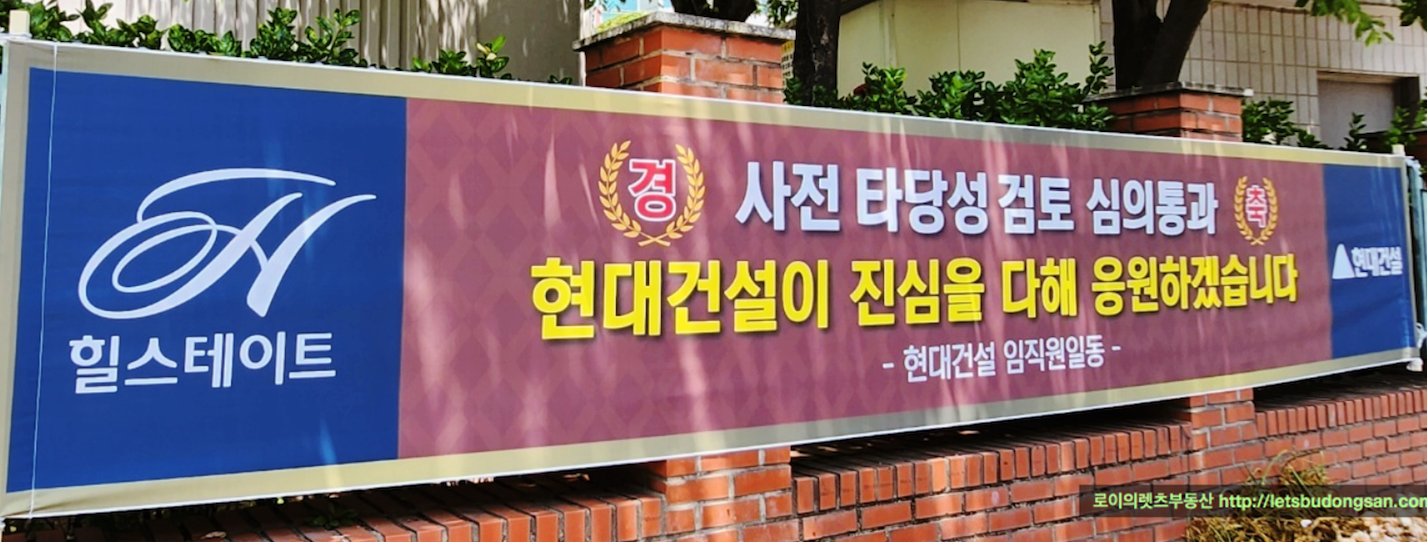 힐스테이트
경 사전 타당성 검토 심의통과 축
현대건설이 진심을 다해 응원하겠습니다
- 현대건설 임직원일동 -
현대건설
로이의렛츠부동산 http://letsbudongsan.com